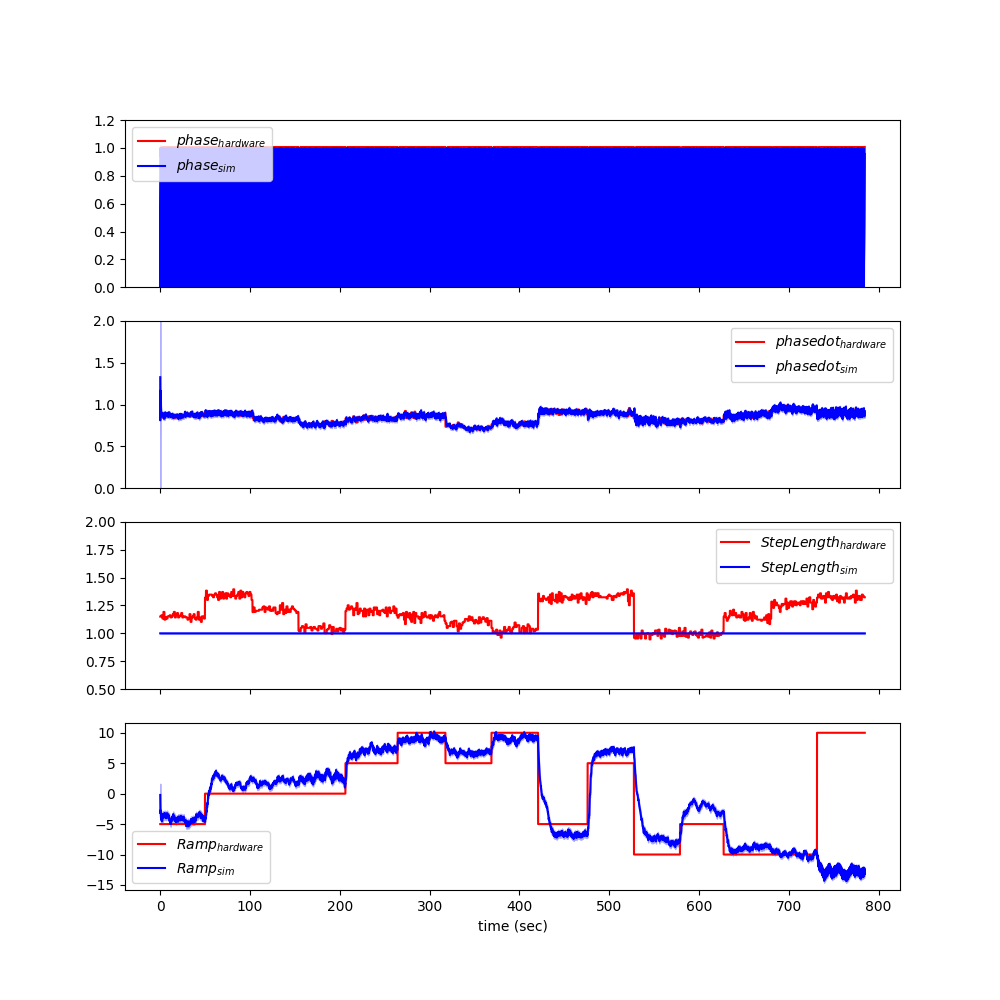 1.2
1.0
0.8
0.6
0.4
0.2
0.0
phase_hardware
phase_sim
2.0
1.5
1.0
0.5
0.0
phasedot_hardware
phasedot_sim
2.00
1.75
1.50
1.25
1.00
0.75
0.50
StepLength_hardware
StepLength_sim
10
5
0
−5
−10
−15
Ramp_hardware
Ramp_sim
0 100 200 300 400 500 600 700 800
time (sec)